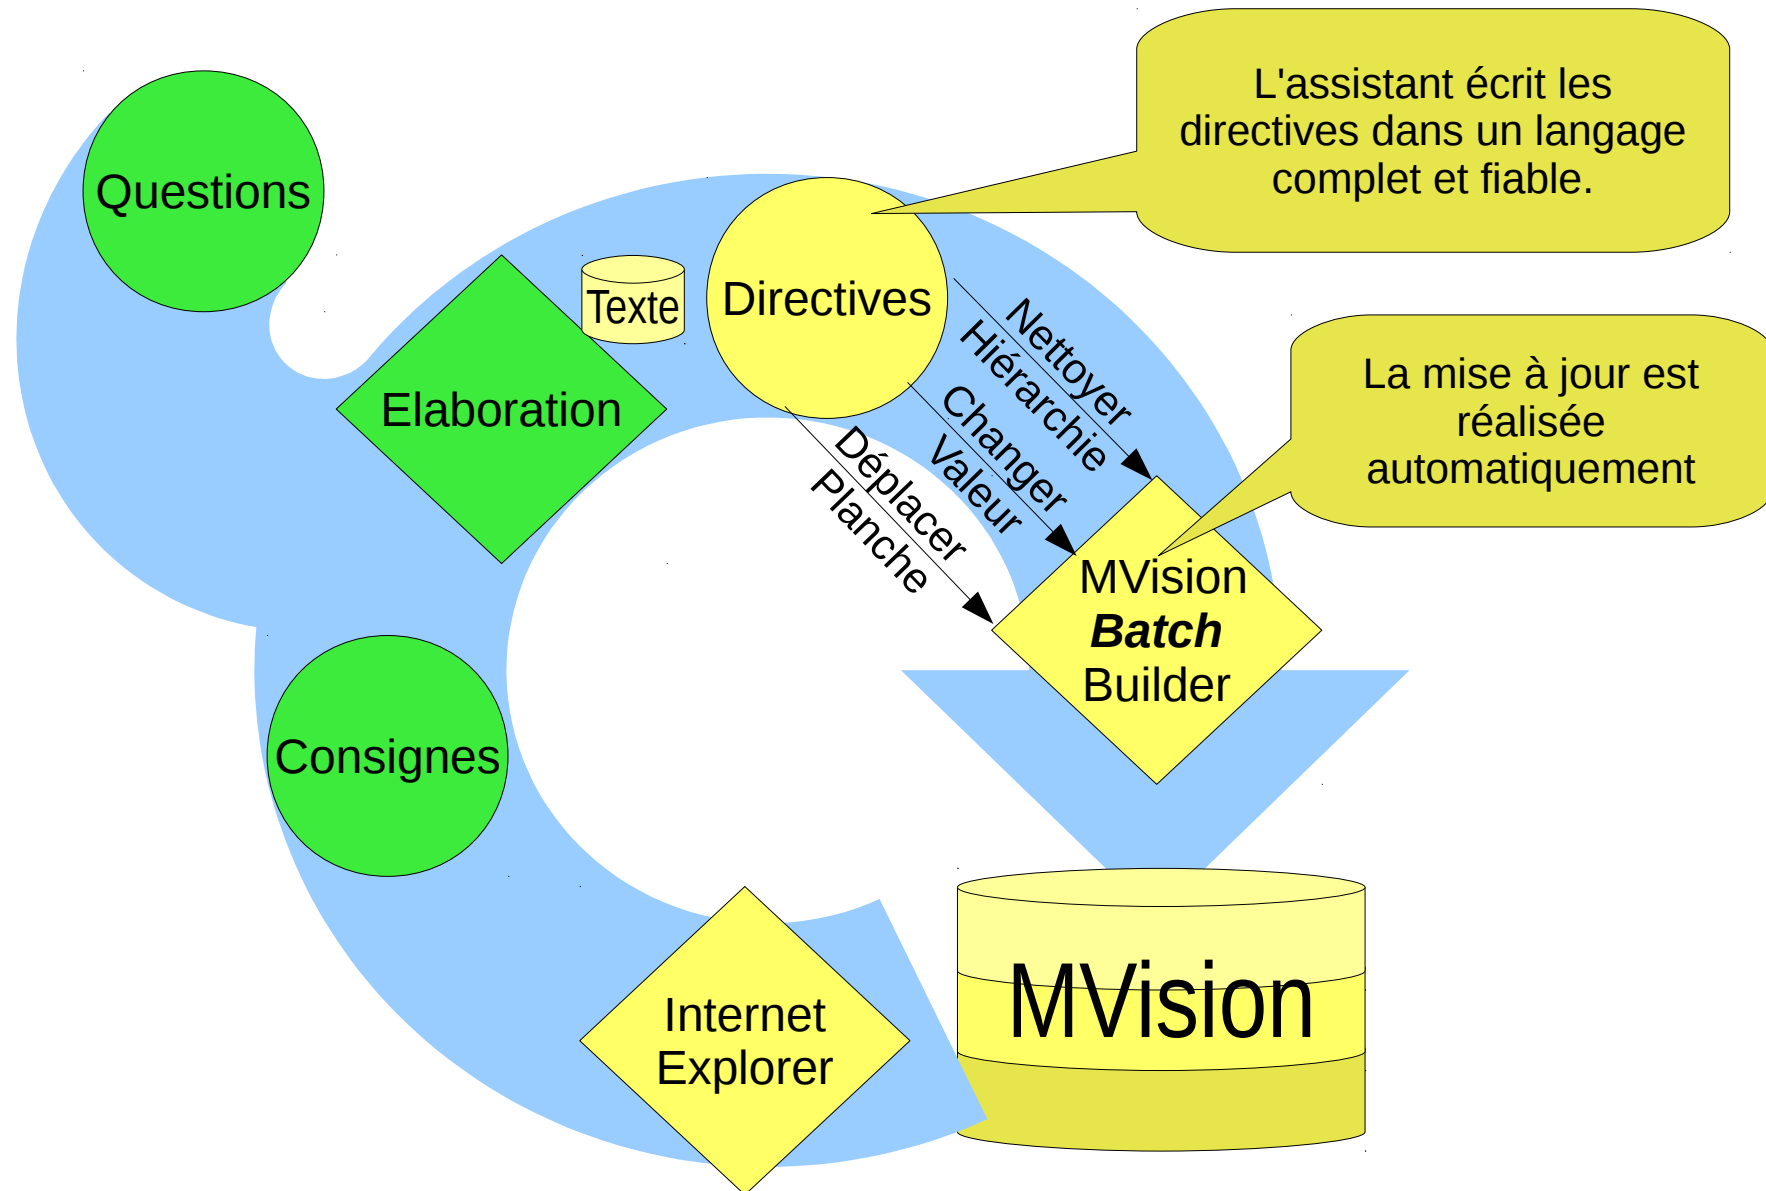 L'assistant écrit les
directives dans un langage
complet et fiable.
Questions
Texte
Directives
Elaboration
Nettoyer
Hiérarchie
Changer
Valeur
Déplacer
Planche
La mise à jour est
réalisée
automatiquement
MVision
Batch
Builder
Consignes
Internet
Explorer
MVision